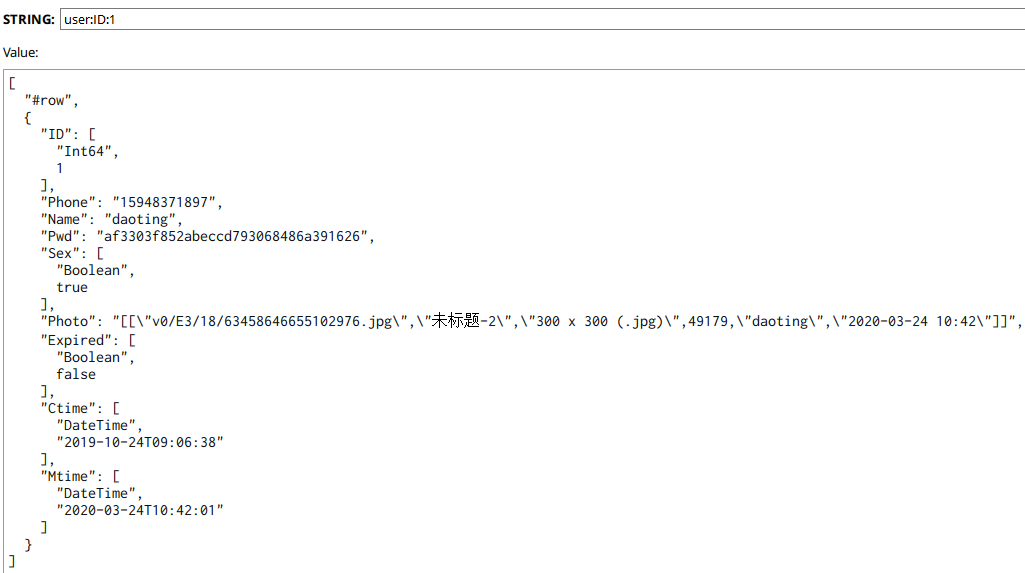 STRING: user:ID:1
Value:
[
  "#row",
  {
    "ID": [
      "Int64",
      1
    ],
    "Phone": "15948371897",
    "Name": "daoting",
    "Pwd": "af3303f852abeccd793068486a391626",
    "Sex": [
      "Boolean",
      true
    ],
    "Photo": "[[\"v0/E3/18/63458646655102976.jpg\",\"未标题-2\",\"300 x 300 (.jpg)\",49179,\"daoting\",\"2020-03-24 10:42\"]]",
    "Expired": [
      "Boolean",
      false
    ],
    "Ctime": [
      "DateTime",
      "2019-10-24T09:06:38"
    ],
    "Mtime": [
      "DateTime",
      "2020-03-24T10:42:01"
    ]
  }
]